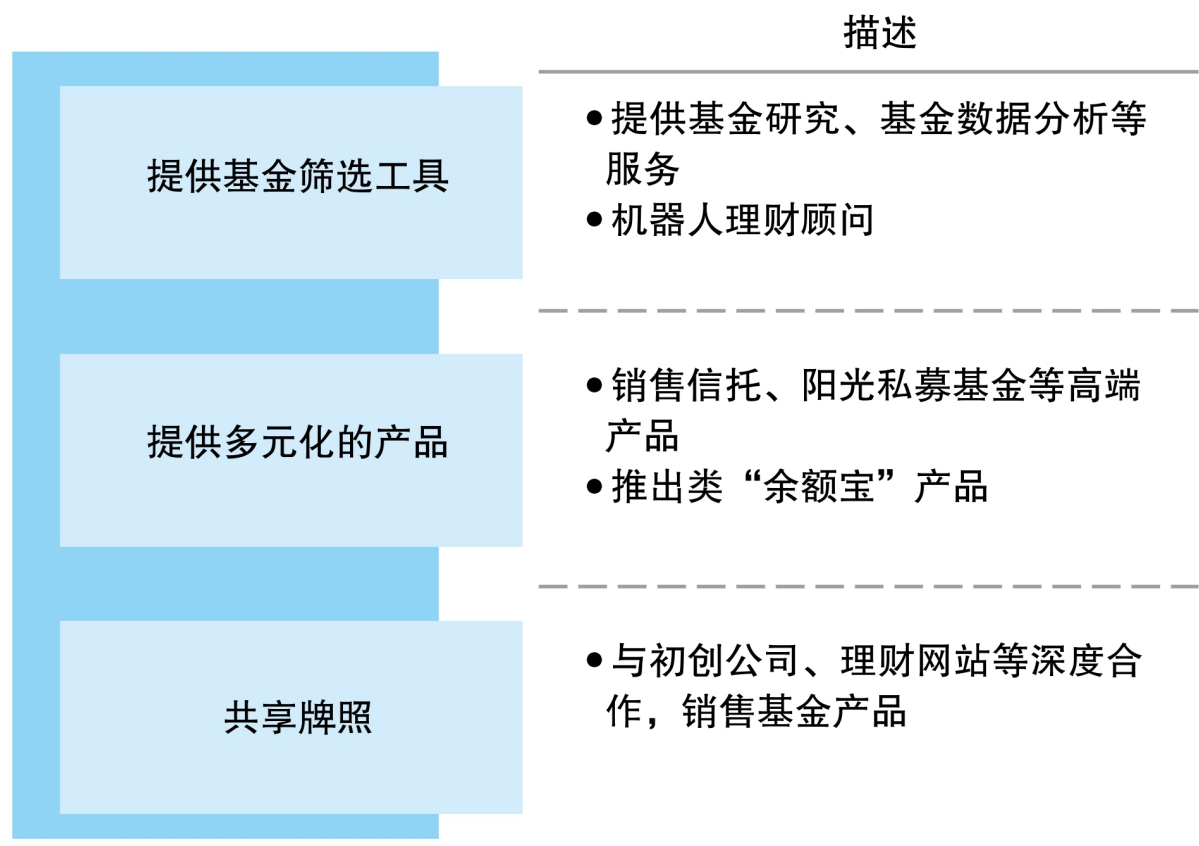 描述
提供基金筛选工具
•提供基金研究、基金数据分析等
服务
•机器人理财顾问
提供多元化的产品
•销售信托、阳光私募基金等高端
产品
•推出类“余额宝”产品
共享牌照
•与初创公司、理财网站等深度合
作，销售基金产品